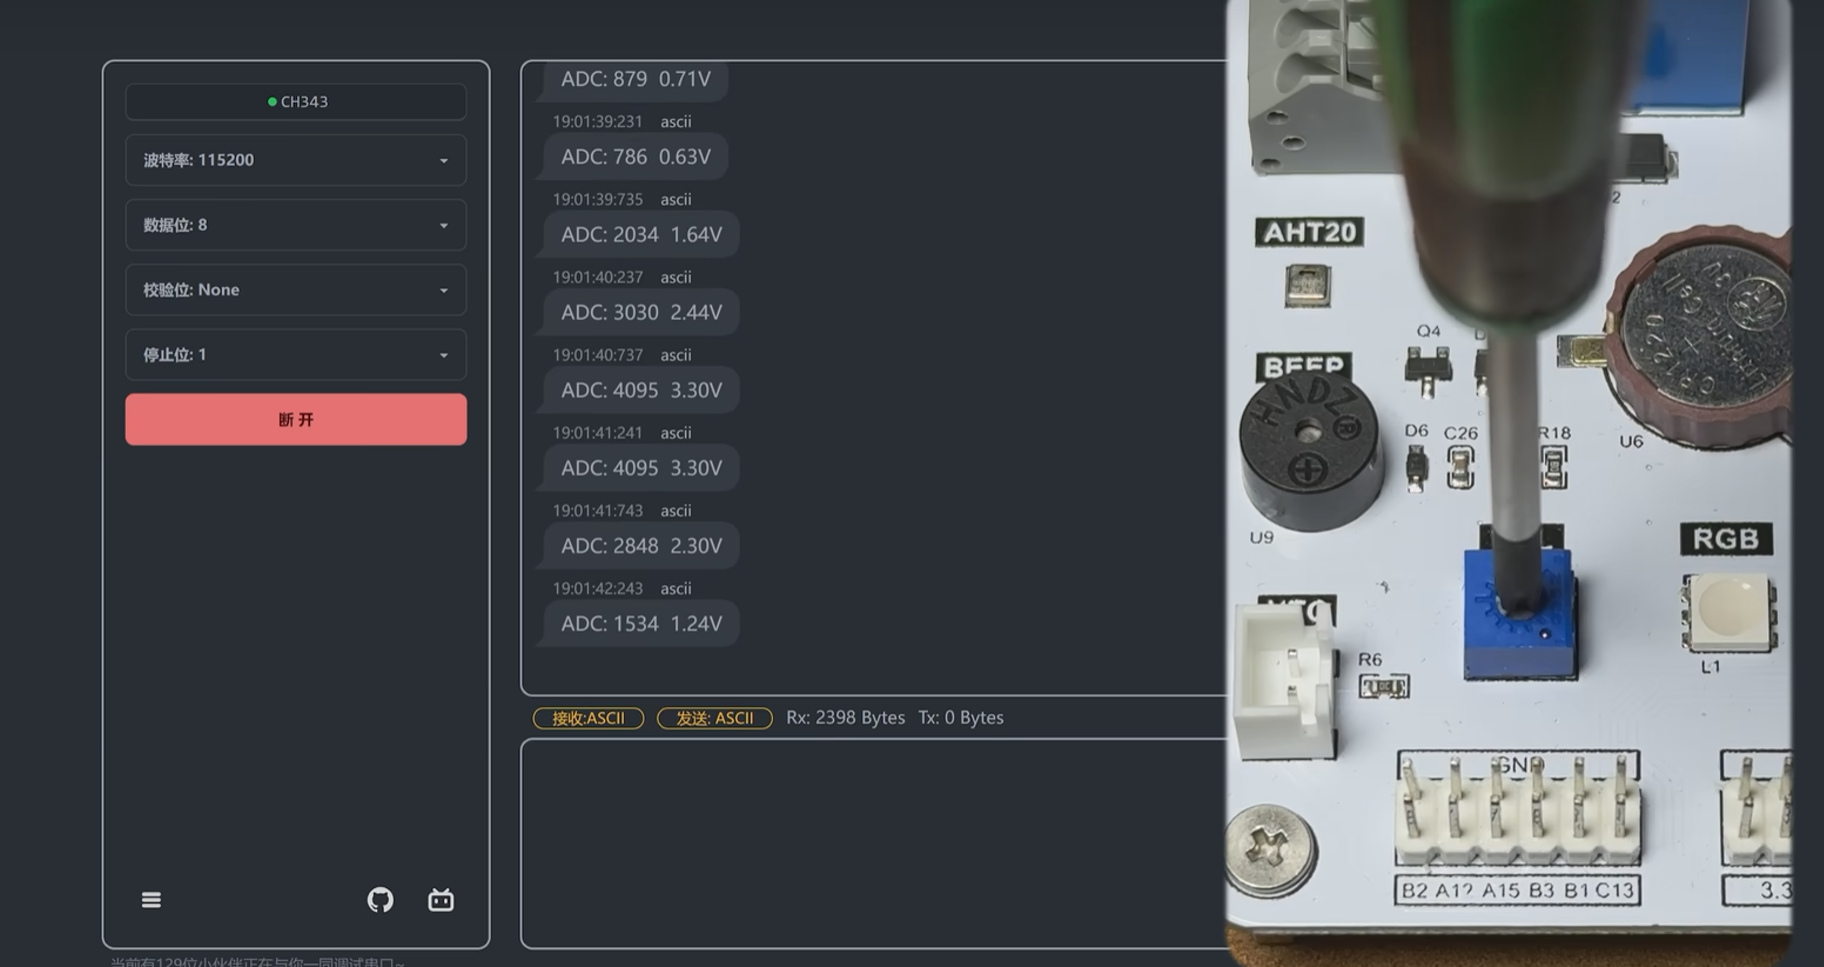 CH343
波特率: 115200
数据位: 8
校验位: None
停止位: 1
断开
当前有129位小伙伴正在与你一同调试串口~
ADC: 879 0.71V
19:01:39:231 ascii
ADC: 786 0.63V
19:01:39:735 ascii
ADC: 2034 1.64V
19:01:40:237 ascii
ADC: 3030 2.44V
19:01:40:737 ascii
ADC: 4095 3.30V
19:01:41:241 ascii
ADC: 4095 3.30V
19:01:41:743 ascii
ADC: 2848 2.30V
19:01:42:243 ascii
ADC: 1534 1.24V
接收:ASCII 发送: ASCII Rx: 2398 Bytes Tx: 0 Bytes
AHT20
Q4
BEEP
HNDZ
D6 C26 R18
U6
U9
RGB
R6
L1
GND
B2 A12 A15 B3 B1 C13
3.3